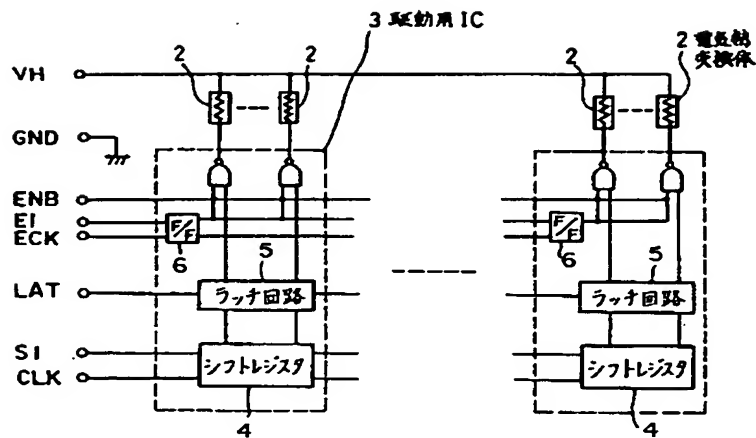 3 駆動用IC
2 電気熱
変換体
2
2
2
VH
GND
ENB
EI
ECK
F/F
6
F/F
6
5
5
LAT
ラッチ回路
ラッチ回路
SI
CLK
シフトレジスタ
シフトレジスタ
4
4